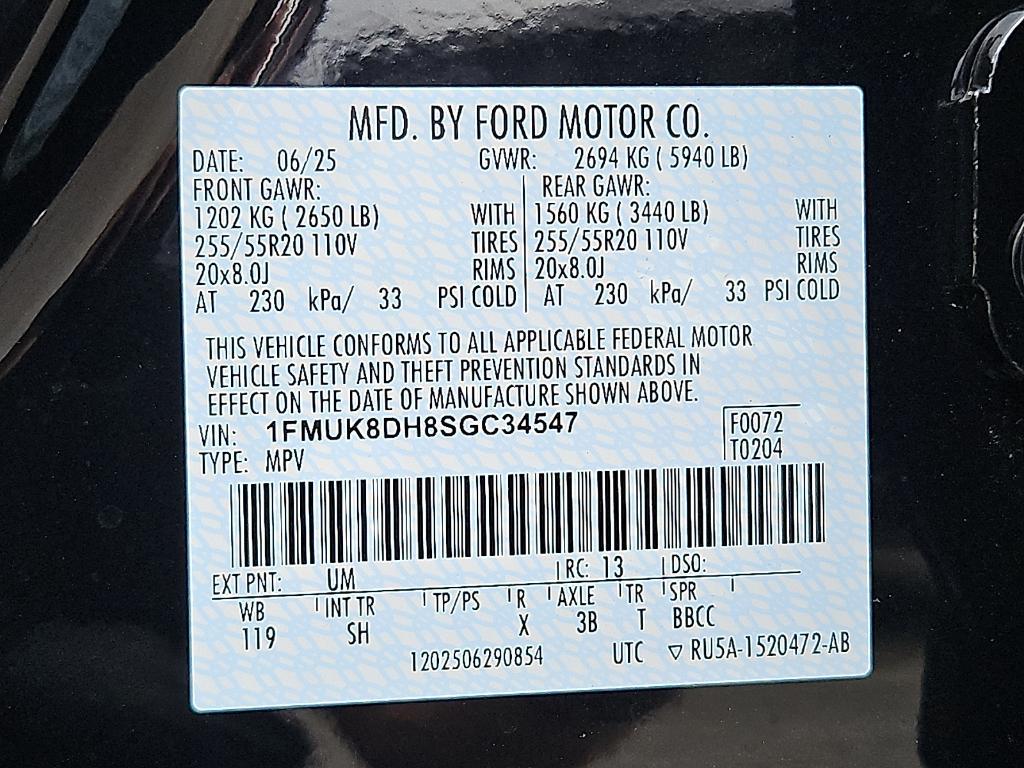 MFD. BY FORD MOTOR CO.
DATE: 06/25 GVWR: 2694 KG ( 5940 LB)
FRONT GAWR: REAR GAWR:
1202 KG ( 2650 LB) WITH 1560 KG ( 3440 LB) WITH
255/55R20 110V TIRES 255/55R20 110V TIRES
20x8.0J RIMS 20x8.0J RIMS
AT 230 kPa/ 33 PSI COLD AT 230 kPa/ 33 PSI COLD
THIS VEHICLE CONFORMS TO ALL APPLICABLE FEDERAL MOTOR
VEHICLE SAFETY AND THEFT PREVENTION STANDARDS IN
EFFECT ON THE DATE OF MANUFACTURE SHOWN ABOVE.
VIN: 1FMUK8DH8SGC34547 F0072
TYPE: MPV T0204
EXT PNT: UM RC: 13 DSO:
WB INT TR TP/PS R AXLE TR SPR
119 SH X 3B T BBCC
1202506290854 UTC ▽ RU5A-1520472-AB